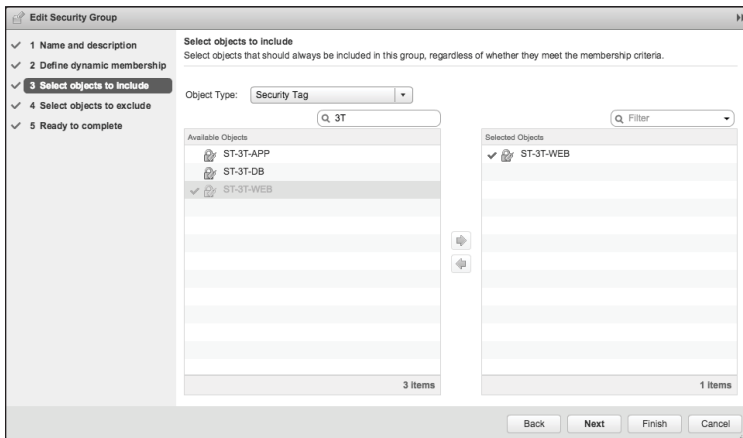 Edit Security Group
1 Name and description
2 Define dynamic membership
3 Select objects to include
4 Select objects to exclude
5 Ready to complete
Select objects to include
Select objects that should always be included in this group, regardless of whether they meet the membership criteria.
Object Type: Security Tag
3T
Available Objects
ST-3T-APP
ST-3T-DB
ST-3T-WEB
3 items
Filter
Selected Objects
ST-3T-WEB
1 items
Back Next Finish Cancel